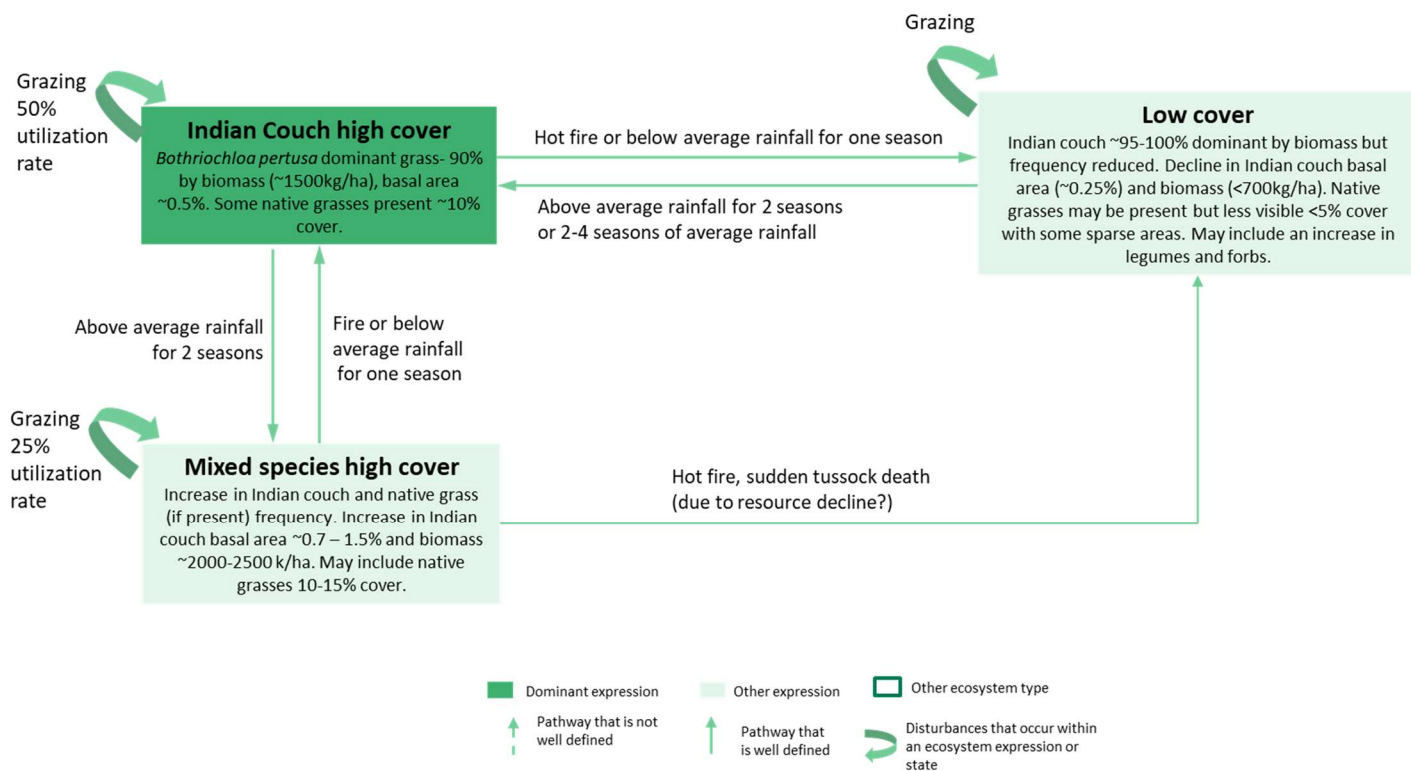 Grazing
50%
utilization
rate
Indian Couch high cover
Bothriochloa pertusa dominant grass- 90%
by biomass (~1500kg/ha), basal area
~0.5%. Some native grasses present ~10%
cover.
Hot fire or below average rainfall for one season
Above average rainfall for 2 seasons
or 2-4 seasons of average rainfall
Grazing
Low cover
Indian couch ~95-100% dominant by biomass but
frequency reduced. Decline in Indian couch basal
area (~0.25%) and biomass (<700kg/ha). Native
grasses may be present but less visible <5% cover
with some sparse areas. May include an increase in
legumes and forbs.
Above average rainfall
for 2 seasons
Fire or below
average rainfall
for one season
Grazing
25%
utilization
rate
Mixed species high cover
Increase in Indian couch and native grass
(if present) frequency. Increase in Indian
couch basal area ~0.7 – 1.5% and biomass
~2000-2500 k/ha. May include native
grasses 10-15% cover.
Hot fire, sudden tussock death
(due to resource decline?)
Dominant expression
Other expression
Other ecosystem type
Pathway that is not
well defined
Pathway that
is well defined
Disturbances that occur within
an ecosystem expression or
state